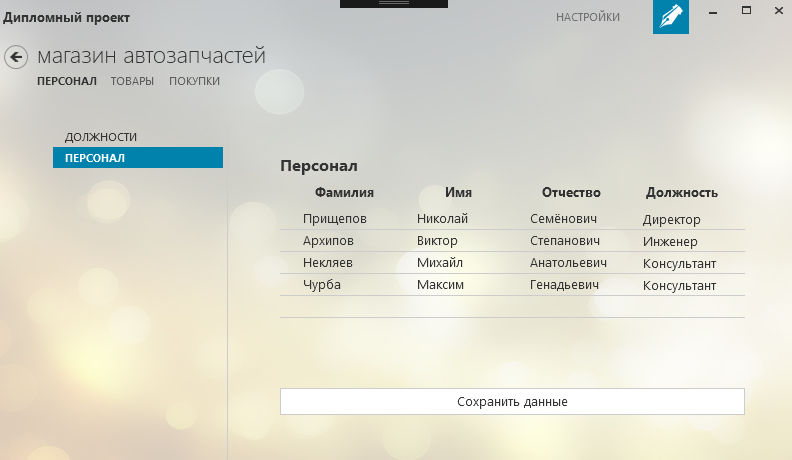 Дипломный проект
НАСТРОЙКИ
магазин автозапчастей
ПЕРСОНАЛ ТОВАРЫ ПОКУПКИ
ДОЛЖНОСТИ
ПЕРСОНАЛ
Персонал
Фамилия Имя Отчество Должность
Прищепов Николай Семёнович Директор
Архипов Виктор Степанович Инженер
Некляев Михайл Анатольевич Консультант
Чурба Максим Генадьевич Консультант
Сохранить данные